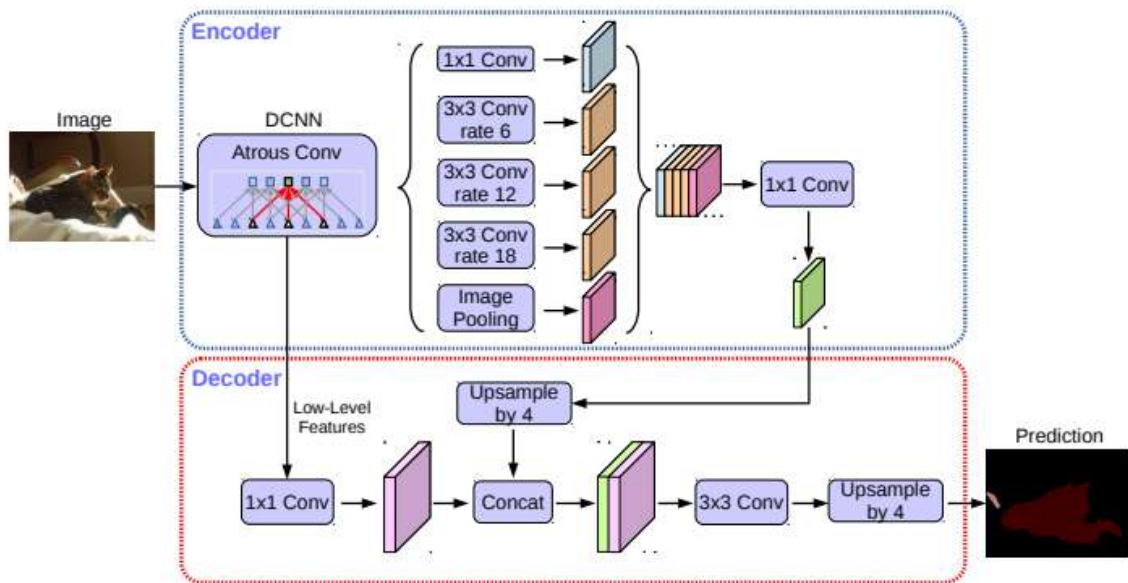 Encoder
Image
DCNN
Atrous Conv
1x1 Conv
3x3 Conv
rate 6
3x3 Conv
rate 12
3x3 Conv
rate 18
Image
Pooling
1x1 Conv
Decoder
Low-Level
Features
Upsample
by 4
1x1 Conv
Concat
3x3 Conv
Upsample
by 4
Prediction